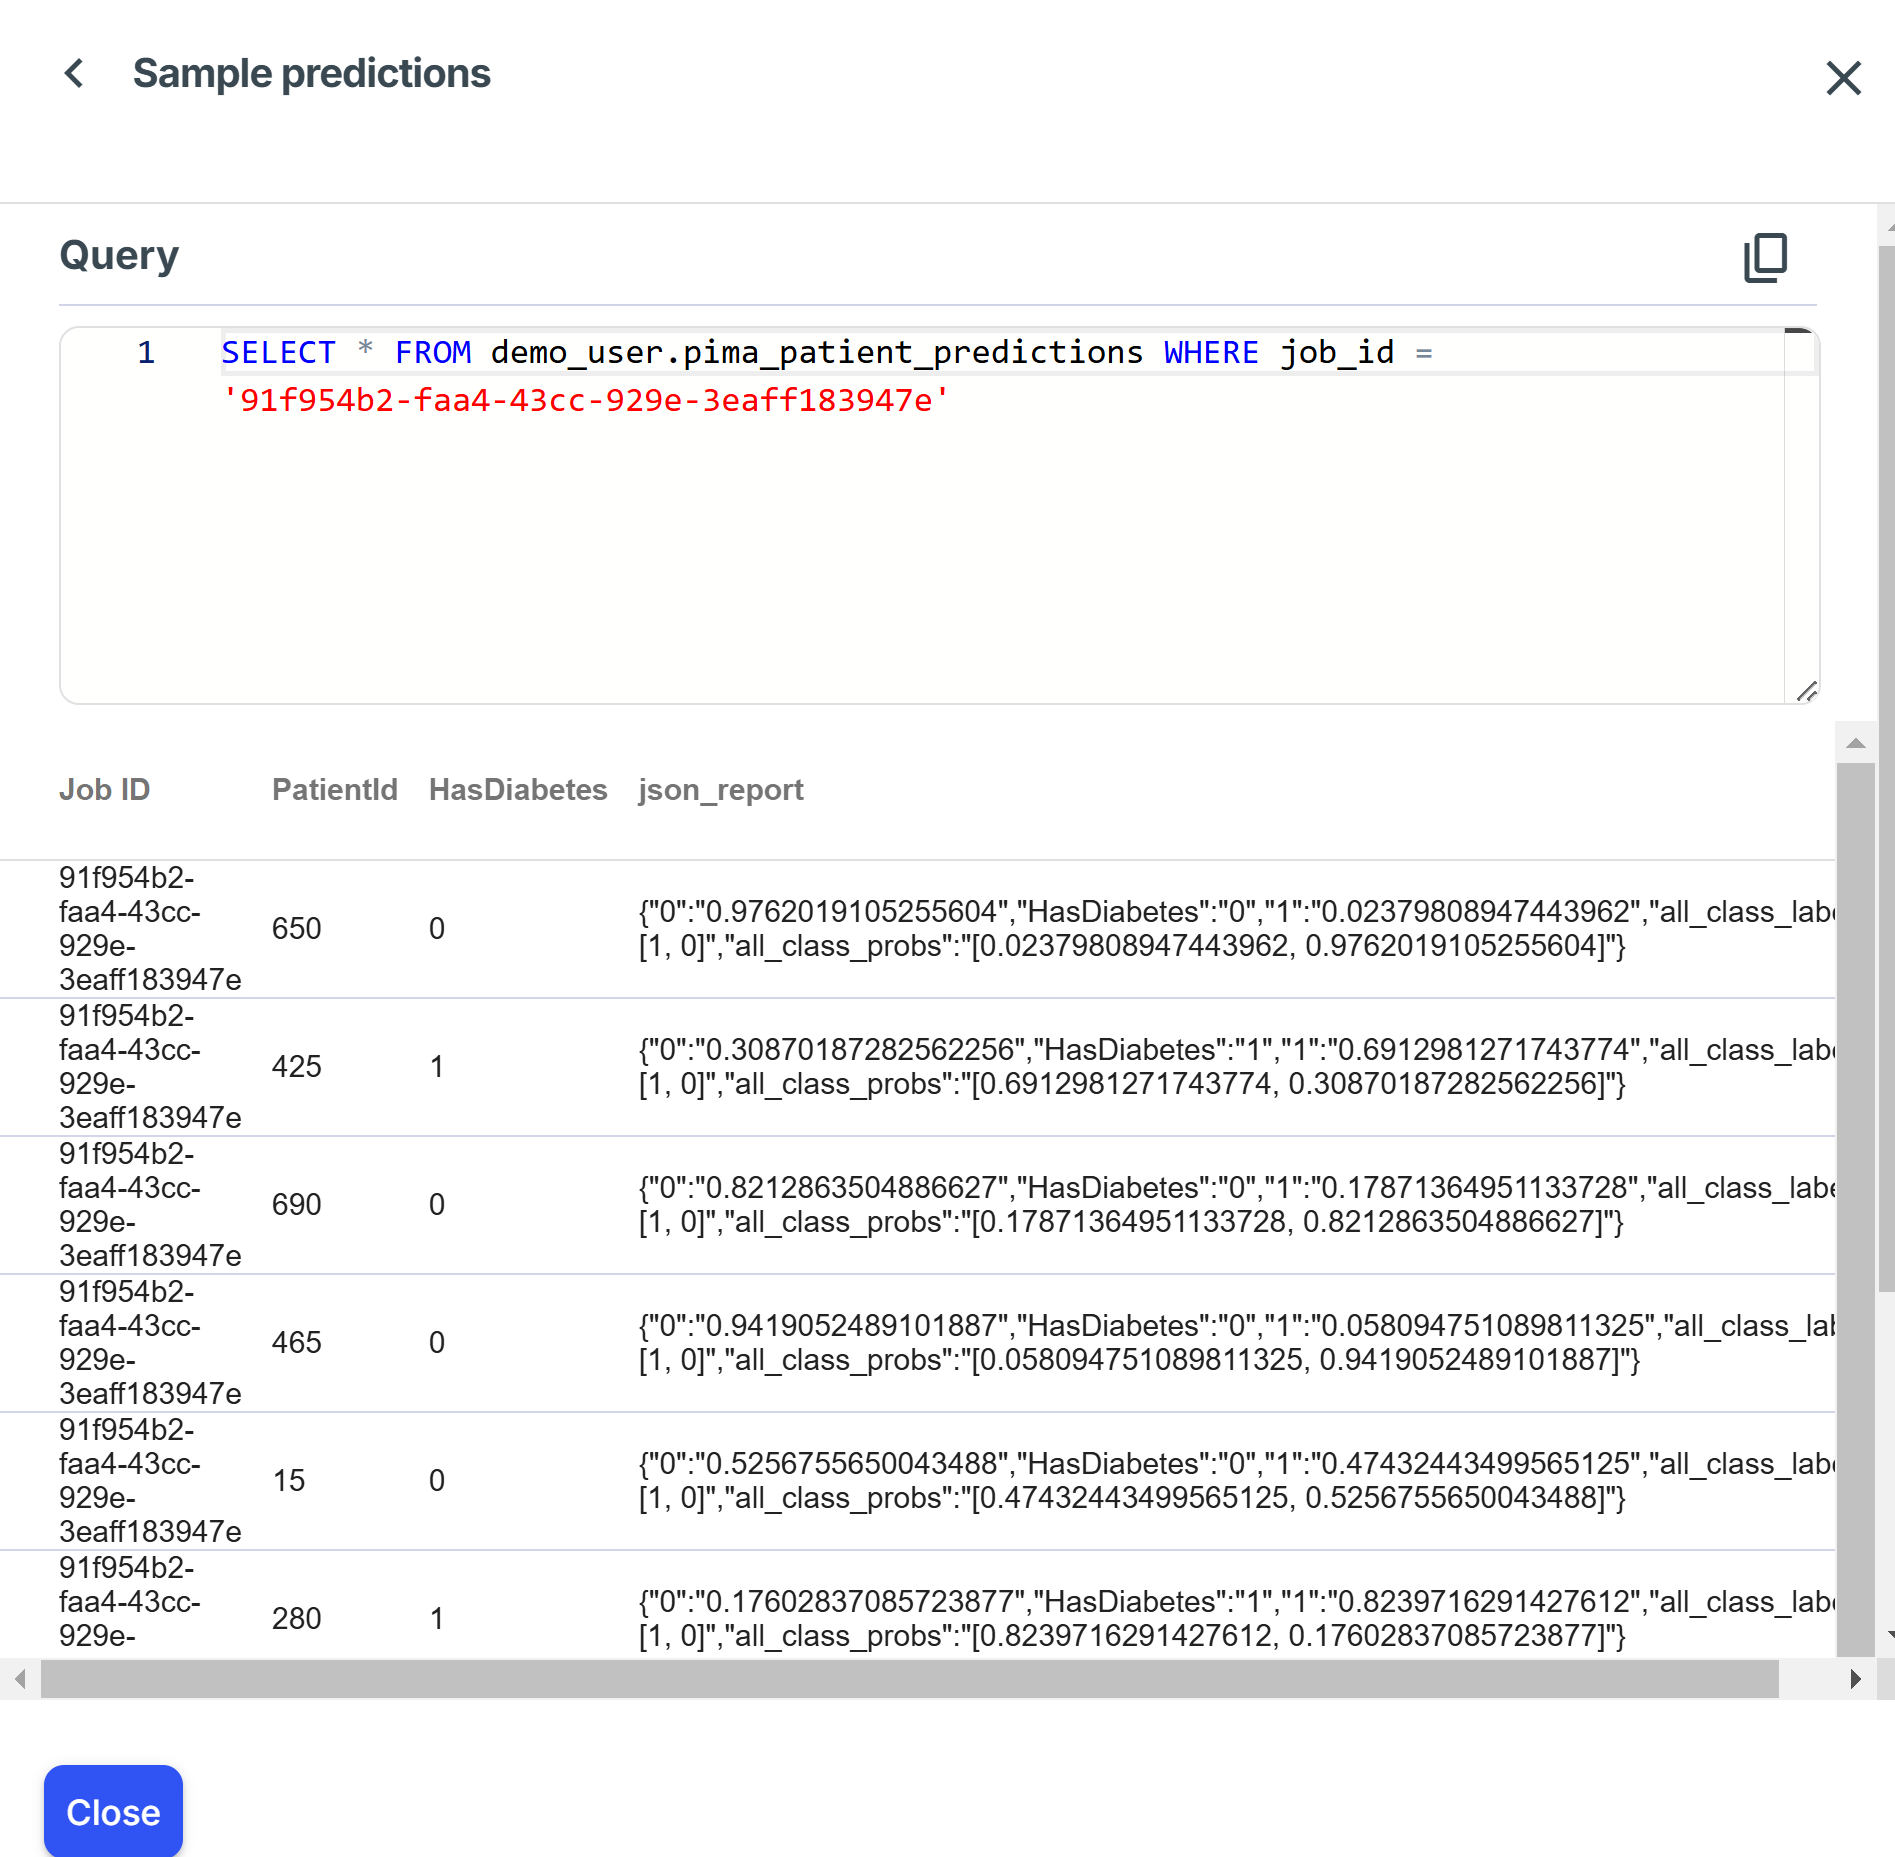 Sample predictions
Query
1 SELECT * FROM demo_user.pima_patient_predictions WHERE job_id =
'91f954b2-faa4-43cc-929e-3eaff183947e'
Job ID PatientId HasDiabetes json_report
91f954b2-
faa4-43cc-
929e-
3eaff183947e
650
0
{"0":"0.9762019105255604","HasDiabetes":"0","1":"0.02379808947443962","all_class_lab
[1, 0]","all_class_probs":"[0.02379808947443962, 0.9762019105255604]"}
91f954b2-
faa4-43cc-
929e-
3eaff183947e
425
1
{"0":"0.30870187282562256","HasDiabetes":"1","1":"0.6912981271743774","all_class_lab
[1, 0]","all_class_probs":"[0.6912981271743774, 0.30870187282562256]"}
91f954b2-
faa4-43cc-
929e-
3eaff183947e
690
0
{"0":"0.8212863504886627","HasDiabetes":"0","1":"0.17871364951133728","all_class_labe
[1, 0]","all_class_probs":"[0.17871364951133728, 0.8212863504886627]"}
91f954b2-
faa4-43cc-
929e-
3eaff183947e
465
0
{"0":"0.9419052489101887","HasDiabetes":"0","1":"0.058094751089811325","all_class_la
[1, 0]","all_class_probs":"[0.058094751089811325, 0.9419052489101887]"}
91f954b2-
faa4-43cc-
929e-
3eaff183947e
15
0
{"0":"0.5256755650043488","HasDiabetes":"0","1":"0.47432443499565125","all_class_lab
[1, 0]","all_class_probs":"[0.47432443499565125, 0.5256755650043488]"}
91f954b2-
faa4-43cc-
929e-
280
1
{"0":"0.17602837085723877","HasDiabetes":"1","1":"0.8239716291427612","all_class_lab
[1, 0]","all_class_probs":"[0.8239716291427612, 0.17602837085723877]"}
Close